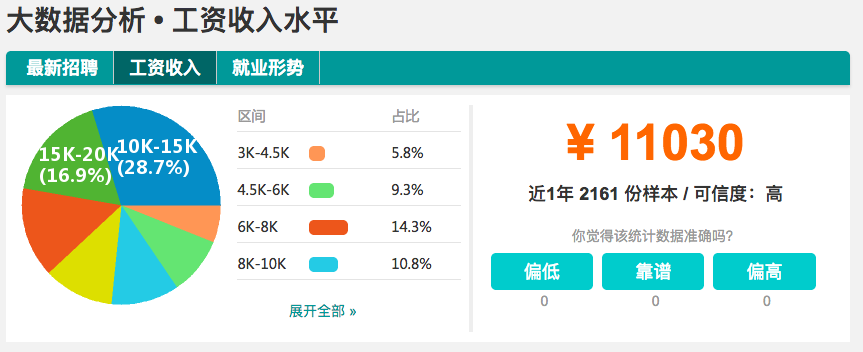 大数据分析 • 工资收入水平
最新招聘 工资收入 就业形势
15K-20K
(16.9%)
10K-15K
(28.7%)
区间 占比
3K-4.5K 5.8%
4.5K-6K 9.3%
6K-8K 14.3%
8K-10K 10.8%
展开全部 »
¥ 11030
近1年 2161 份样本 / 可信度：高
你觉得该统计数据准确吗?
偏低 靠谱 偏高
0 0 0